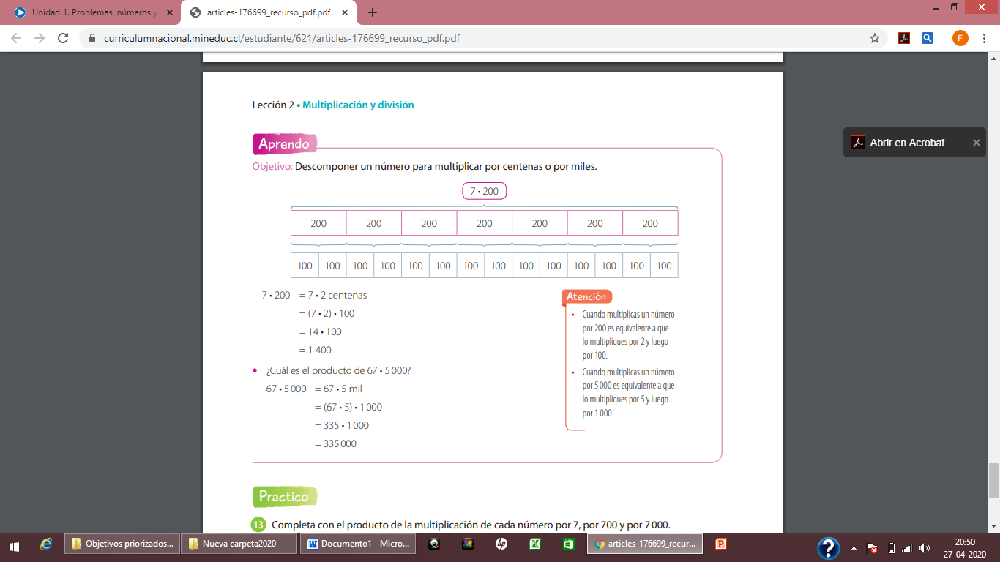 Unidad 1. Problemas, números y
articles-176699_recurso_pdf.pdf
curriculumnacional.mineduc.cl/estudiante/621/articles-176699_recurso_pdf.pdf
F
Abrir en Acrobat
Lección 2 • Multiplicación y división
Aprendo
Objetivo: Descomponer un número para multiplicar por centenas o por miles.
7 • 200
200 200 200 200 200 200 200
100 100 100 100 100 100 100 100 100 100 100 100 100 100
7 • 200 = 7 • 2 centenas
= (7 • 2) • 100
= 14 • 100
= 1 400
• ¿Cuál es el producto de 67 • 5 000?
67 • 5 000 = 67 • 5 mil
= (67 • 5) • 1 000
= 335 • 1 000
= 335 000
Atención
• Cuando multiplicas un número
por 200 es equivalente a que
lo multipliques por 2 y luego
por 100.
• Cuando multiplicas un número
por 5 000 es equivalente a que
lo multipliques por 5 y luego
por 1 000.
Practico
13 Completa con el producto de la multiplicación de cada número por 7, por 700 y por 7 000.
Objetivos priorizados...
Nueva carpeta2020
Documento1 - Micro...
hp
articles-176699_recur...
20:50
27-04-2020